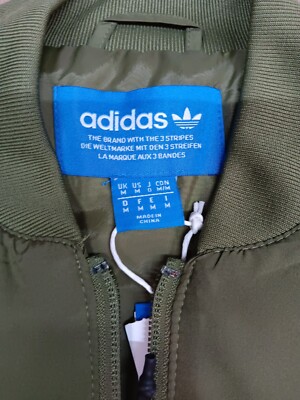 adidas
THE BRAND WITH THE 3 STRIPES
DIE WELTMARKE MIT DEN 3 STREIFEN
LA MARQUE AUX 3 BANDES
UK US J CON
M M O M/M
D F E I
M M M M
MADE IN
CHINA